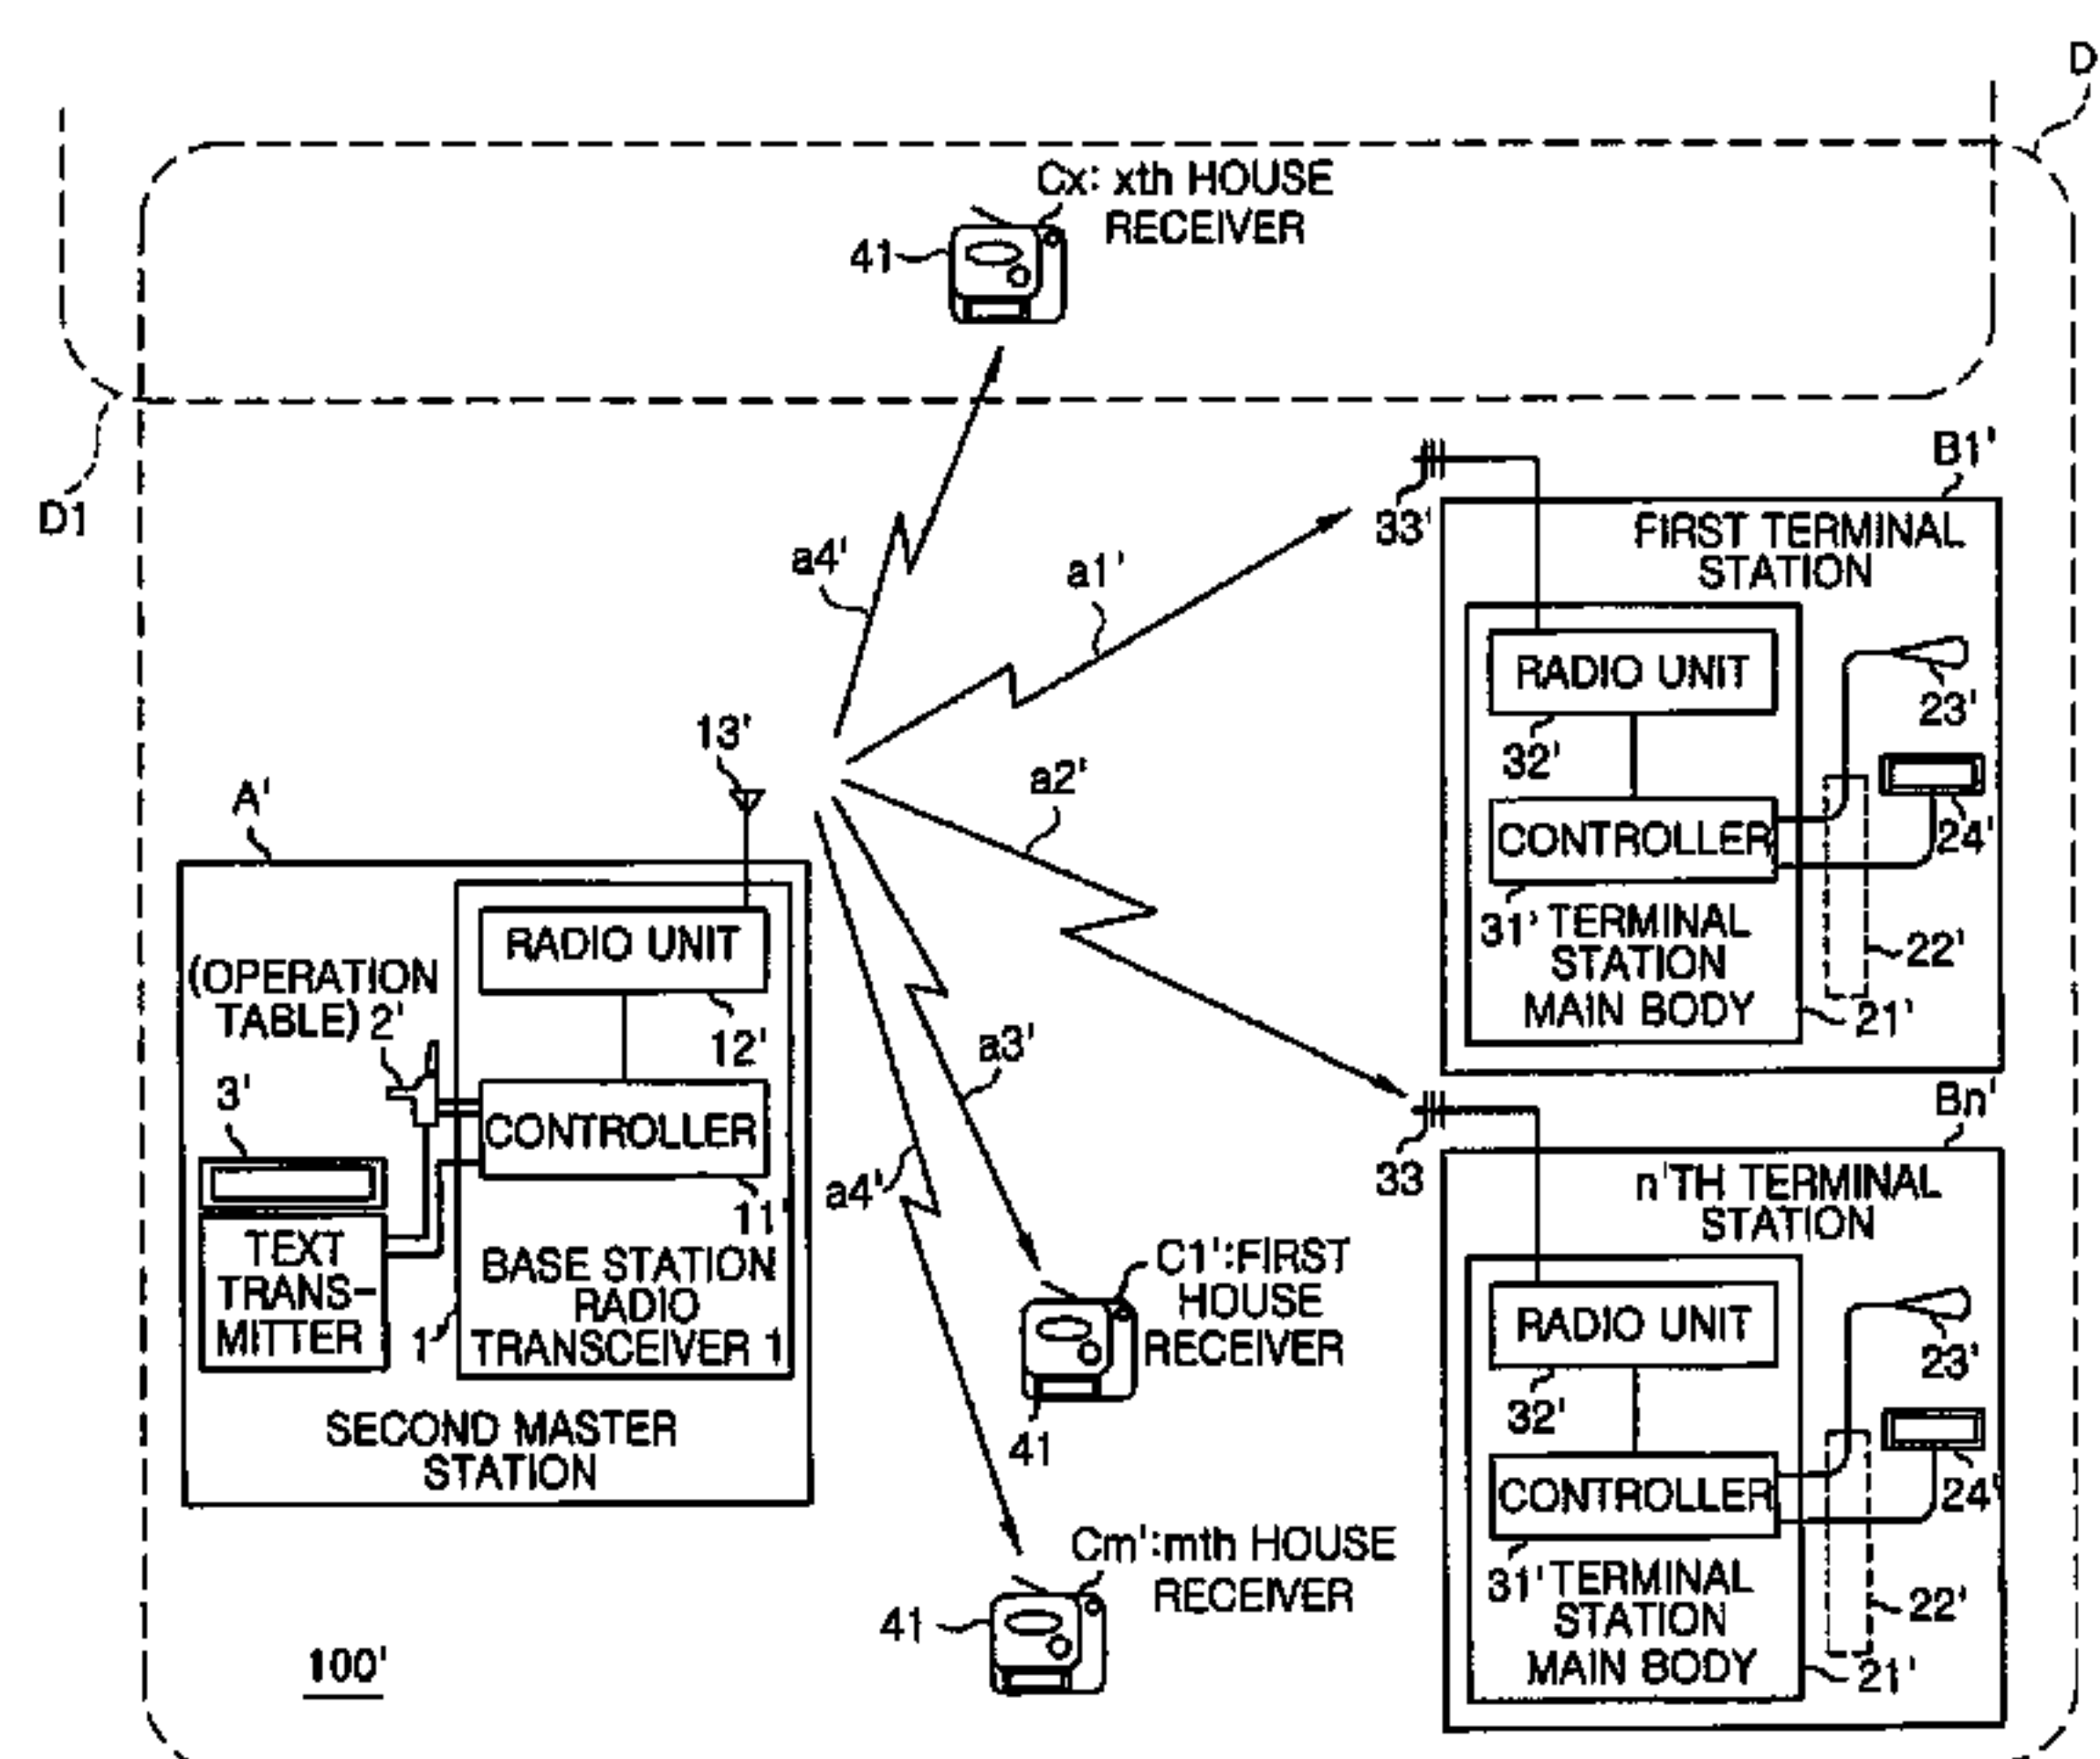 D
Cx: xth HOUSE
RECEIVER
41
D1
B1'
33'
FIRST TERMINAL
STATION
a4'
a1'
RADIO UNIT
23'
32'
13'
a2'
A'
CONTROLLER
24'
31'
TERMINAL
STATION
MAIN BODY
22'
21'
RADIO UNIT
(OPERATION
TABLE) 2'
12'
a3'
3'
CONTROLLER
11'
a4'
33
Bn'
n'TH TERMINAL
STATION
TEXT
TRANS-
MITTER
1
BASE STATION
RADIO
TRANSCEIVER 1
C1':FIRST
HOUSE
RECEIVER
41
RADIO UNIT
23'
32'
SECOND MASTER
STATION
CONTROLLER
24'
Cm':mth HOUSE
RECEIVER
41
31'
TERMINAL
STATION
MAIN BODY
22'
21'
100'